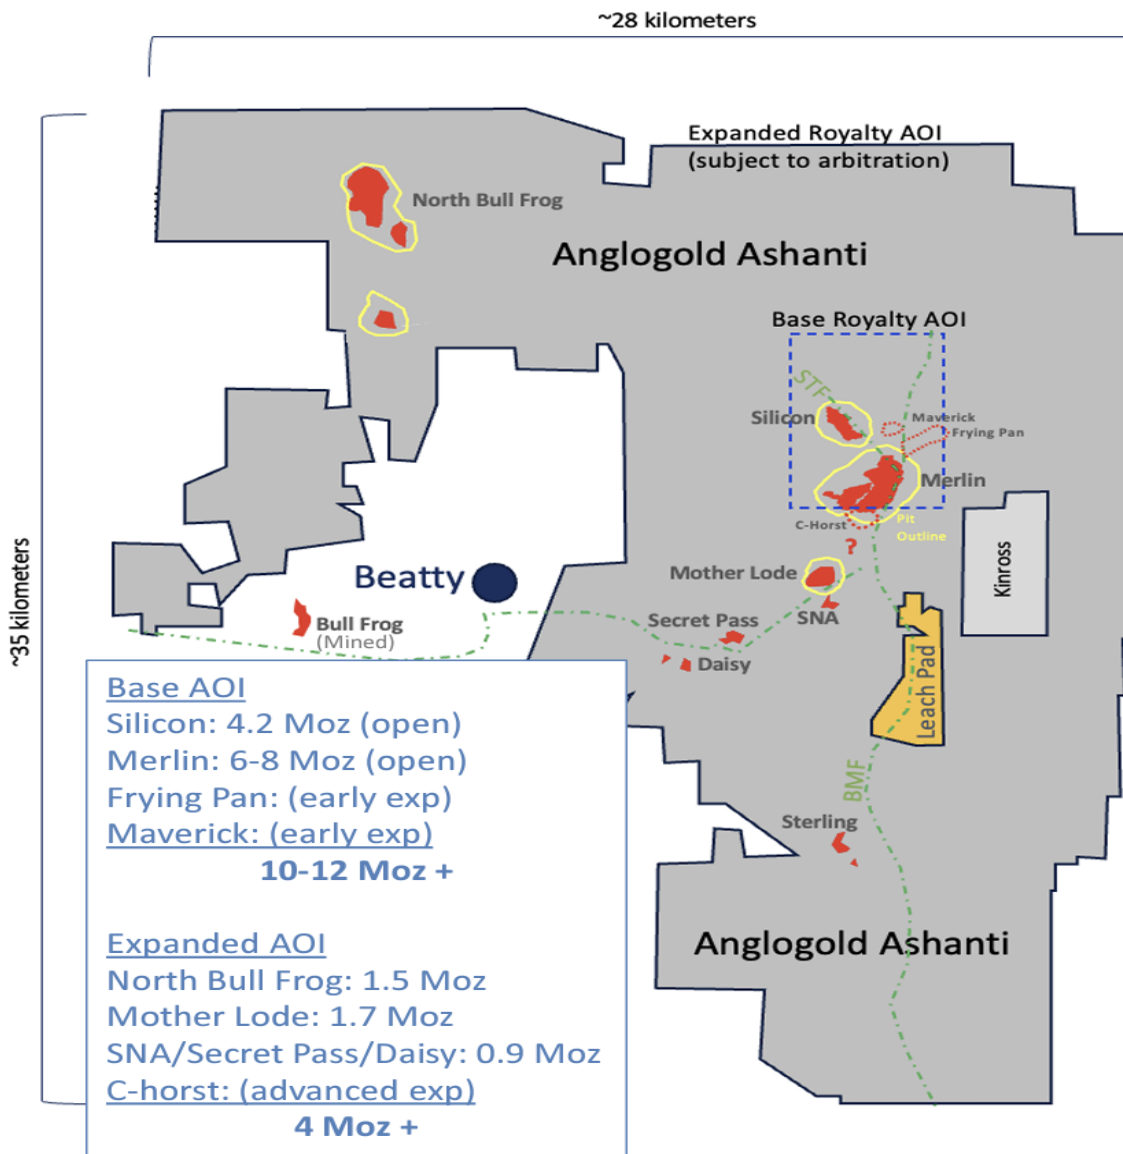 ~28 kilometers
Expanded Royalty AOI
(subject to arbitration)
North Bull Frog
Anglogold Ashanti
Base Royalty AOI
STF
Silicon
Maverick
Frying Pan
Merlin
C-Horst
Pit
Outline
?
Kinross
~35 kilometers
Beatty
Mother Lode
SNA
Bull Frog
(Mined)
Secret Pass
Daisy
Leach Pad
BMF
Sterling
Anglogold Ashanti
Base AOI
Silicon: 4.2 Moz (open)
Merlin: 6-8 Moz (open)
Frying Pan: (early exp)
Maverick: (early exp)
10-12 Moz +
Expanded AOI
North Bull Frog: 1.5 Moz
Mother Lode: 1.7 Moz
SNA/Secret Pass/Daisy: 0.9 Moz
C-horst: (advanced exp)
4 Moz +